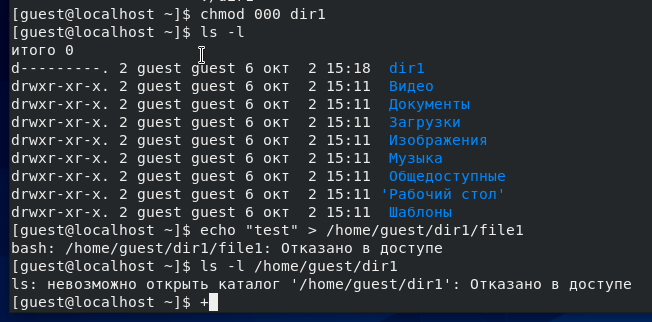 [guest@localhost ~]$ chmod 000 dir1
[guest@localhost ~]$ ls -l
итого 0
d---------. 2 guest guest 6 окт  2 15:18  dir1
drwxr-xr-x. 2 guest guest 6 окт  2 15:11  Видео
drwxr-xr-x. 2 guest guest 6 окт  2 15:11  Документы
drwxr-xr-x. 2 guest guest 6 окт  2 15:11  Загрузки
drwxr-xr-x. 2 guest guest 6 окт  2 15:11  Изображения
drwxr-xr-x. 2 guest guest 6 окт  2 15:11  Музыка
drwxr-xr-x. 2 guest guest 6 окт  2 15:11  Общедоступные
drwxr-xr-x. 2 guest guest 6 окт  2 15:11 'Рабочий стол'
drwxr-xr-x. 2 guest guest 6 окт  2 15:11  Шаблоны
[guest@localhost ~]$ echo "test" > /home/guest/dir1/file1
bash: /home/guest/dir1/file1: Отказано в доступе
[guest@localhost ~]$ ls -l /home/guest/dir1
ls: невозможно открыть каталог '/home/guest/dir1': Отказано в доступе
[guest@localhost ~]$ +